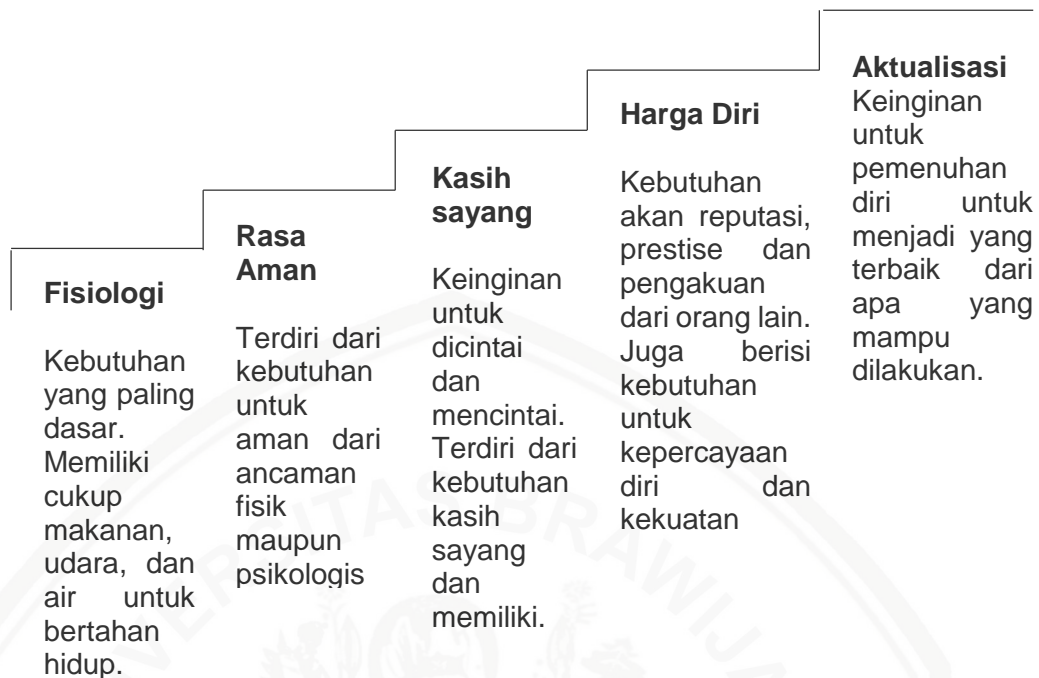 Fisiologi
Kebutuhan
yang paling
dasar.
Memiliki
cukup
makanan,
udara, dan
air untuk
bertahan
hidup.
Rasa
Aman
Terdiri dari
kebutuhan
untuk
aman dari
ancaman
fisik
maupun
psikologis
Kasih
sayang
Keinginan
untuk
dicintai
dan
mencintai.
Terdiri dari
kebutuhan
kasih
sayang
dan
memiliki.
Harga Diri
Kebutuhan
akan reputasi,
prestise dan
pengakuan
dari orang lain.
Juga berisi
kebutuhan
untuk
kepercayaan
diri dan
kekuatan
Aktualisasi
Keinginan
untuk
pemenuhan
diri untuk
menjadi yang
terbaik dari
apa yang
mampu
dilakukan.
VERSITAS BRAWIJA